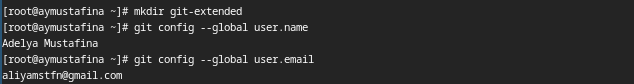 [root@aymustafina ~]# mkdir git-extended
[root@aymustafina ~]# git config --global user.name
Adelya Mustafina
[root@aymustafina ~]# git config --global user.email
aliyamstfn@gmail.com